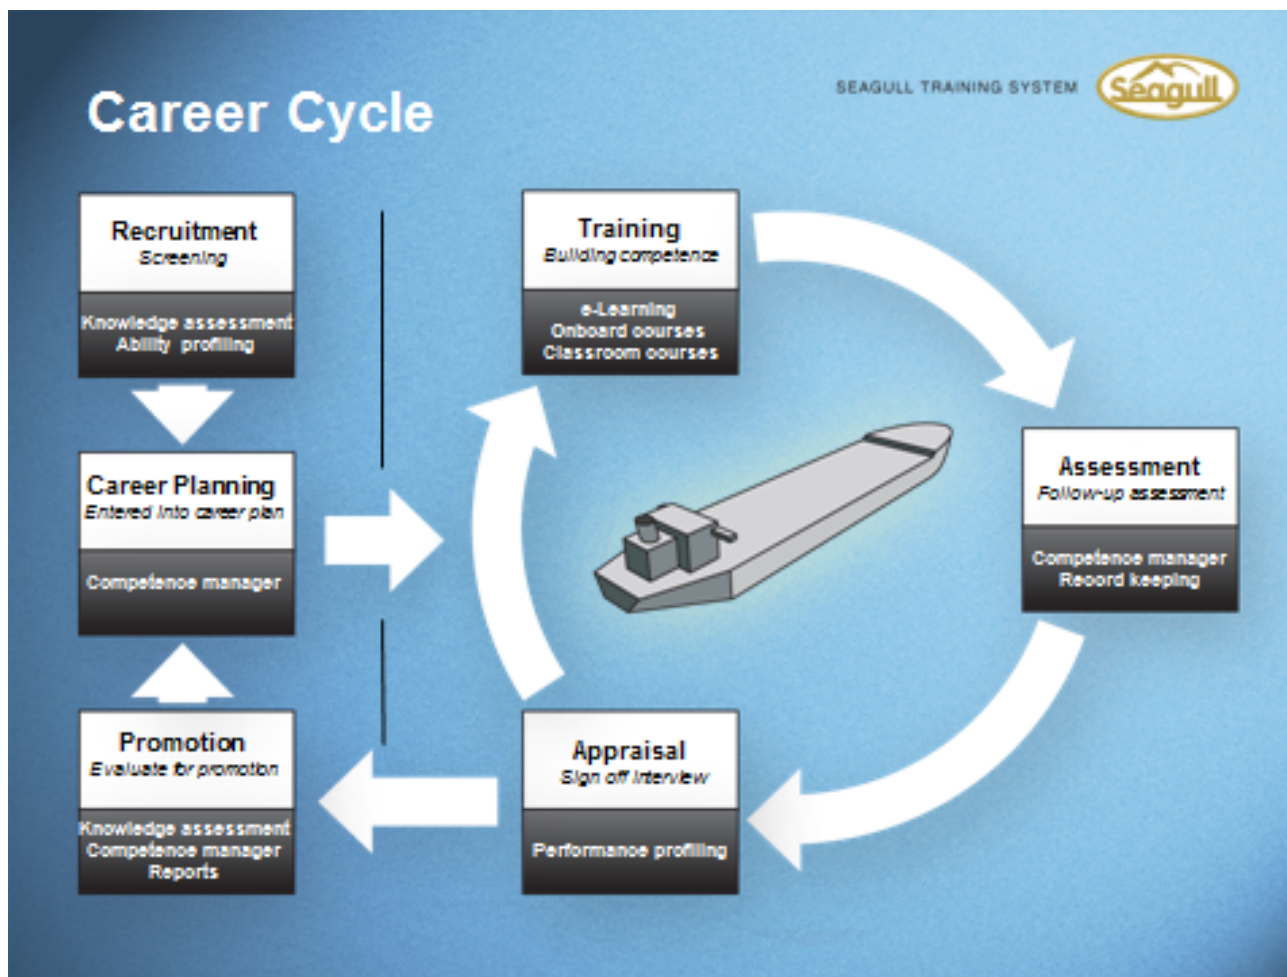 SEAGULL TRAINING SYSTEM
Seagull
Career Cycle
Recruitment
Screening
Knowledge assessment
Ability profiling
Career Planning
Entered into career plan
Competence manager
Promotion
Evaluate for promotion
Knowledge assessment
Competence manager
Reports
Training
Building competence
e-Learning
Onboard courses
Classroom courses
Assessment
Follow-up assessment
Competence manager
Record keeping
Appraisal
Sign off interview
Performance profiling